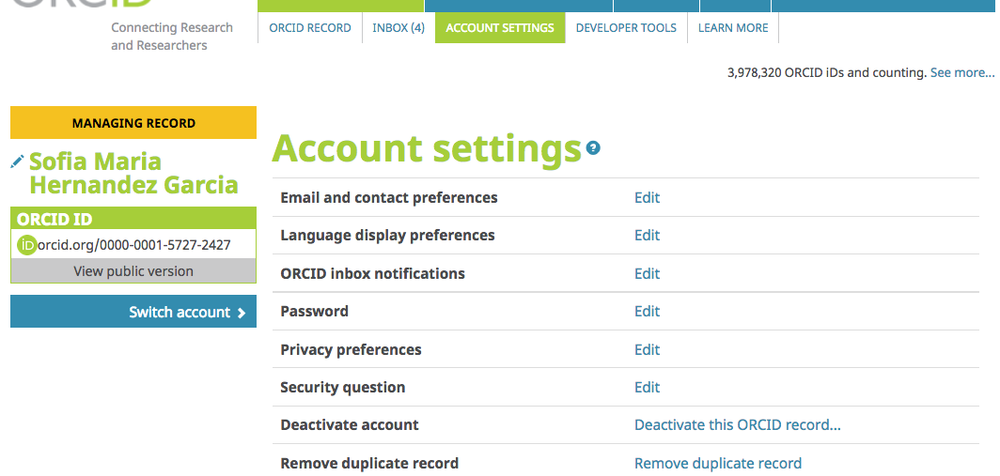 ORCID
Connecting Research
and Researchers
ORCID RECORD
INBOX (4)
ACCOUNT SETTINGS
DEVELOPER TOOLS
LEARN MORE
3,978,320 ORCID iDs and counting. See more...
MANAGING RECORD
Sofia Maria
Hernandez Garcia
ORCID ID
iD orcid.org/0000-0001-5727-2427
View public version
Switch account
Account settings ?
Email and contact preferences Edit
Language display preferences Edit
ORCID inbox notifications Edit
Password Edit
Privacy preferences Edit
Security question Edit
Deactivate account Deactivate this ORCID record...
Remove duplicate record Remove duplicate record